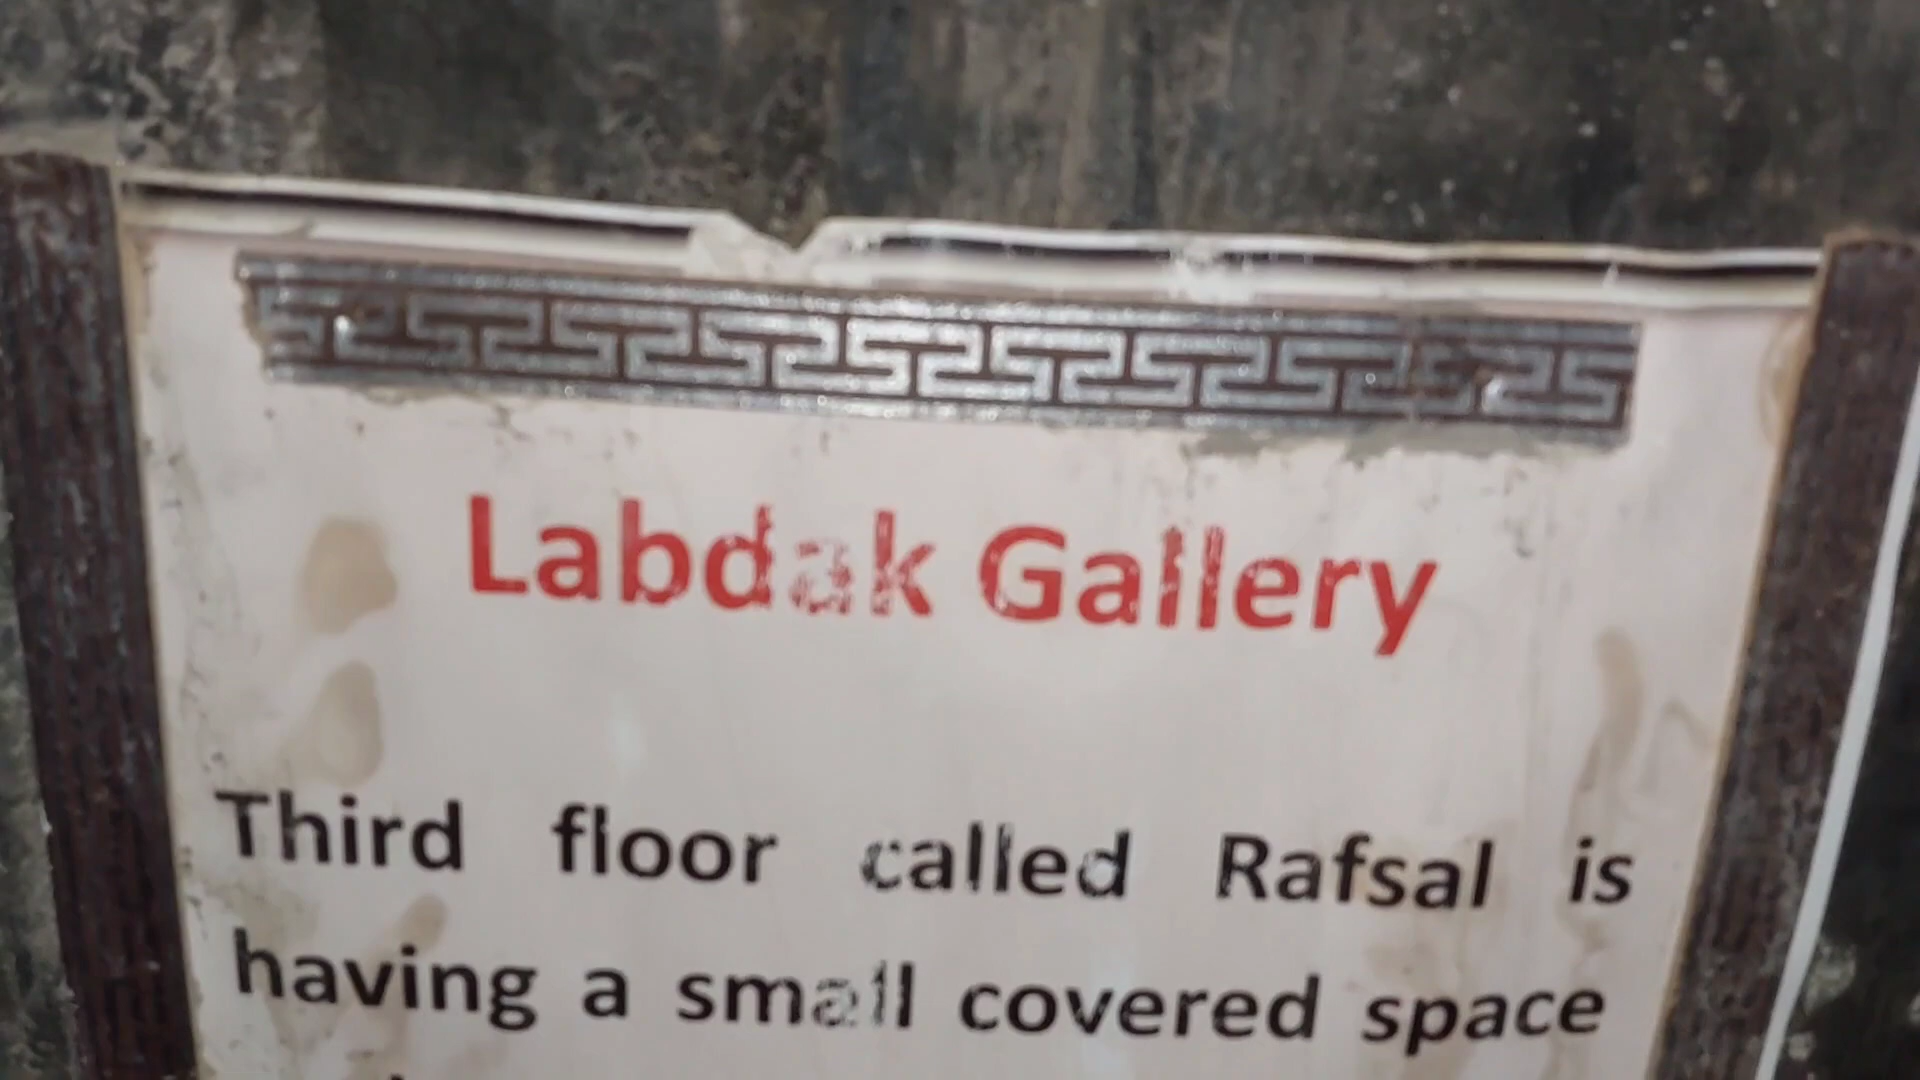 Labdak Gallery
Third floor called Rafsal is
having a small covered space